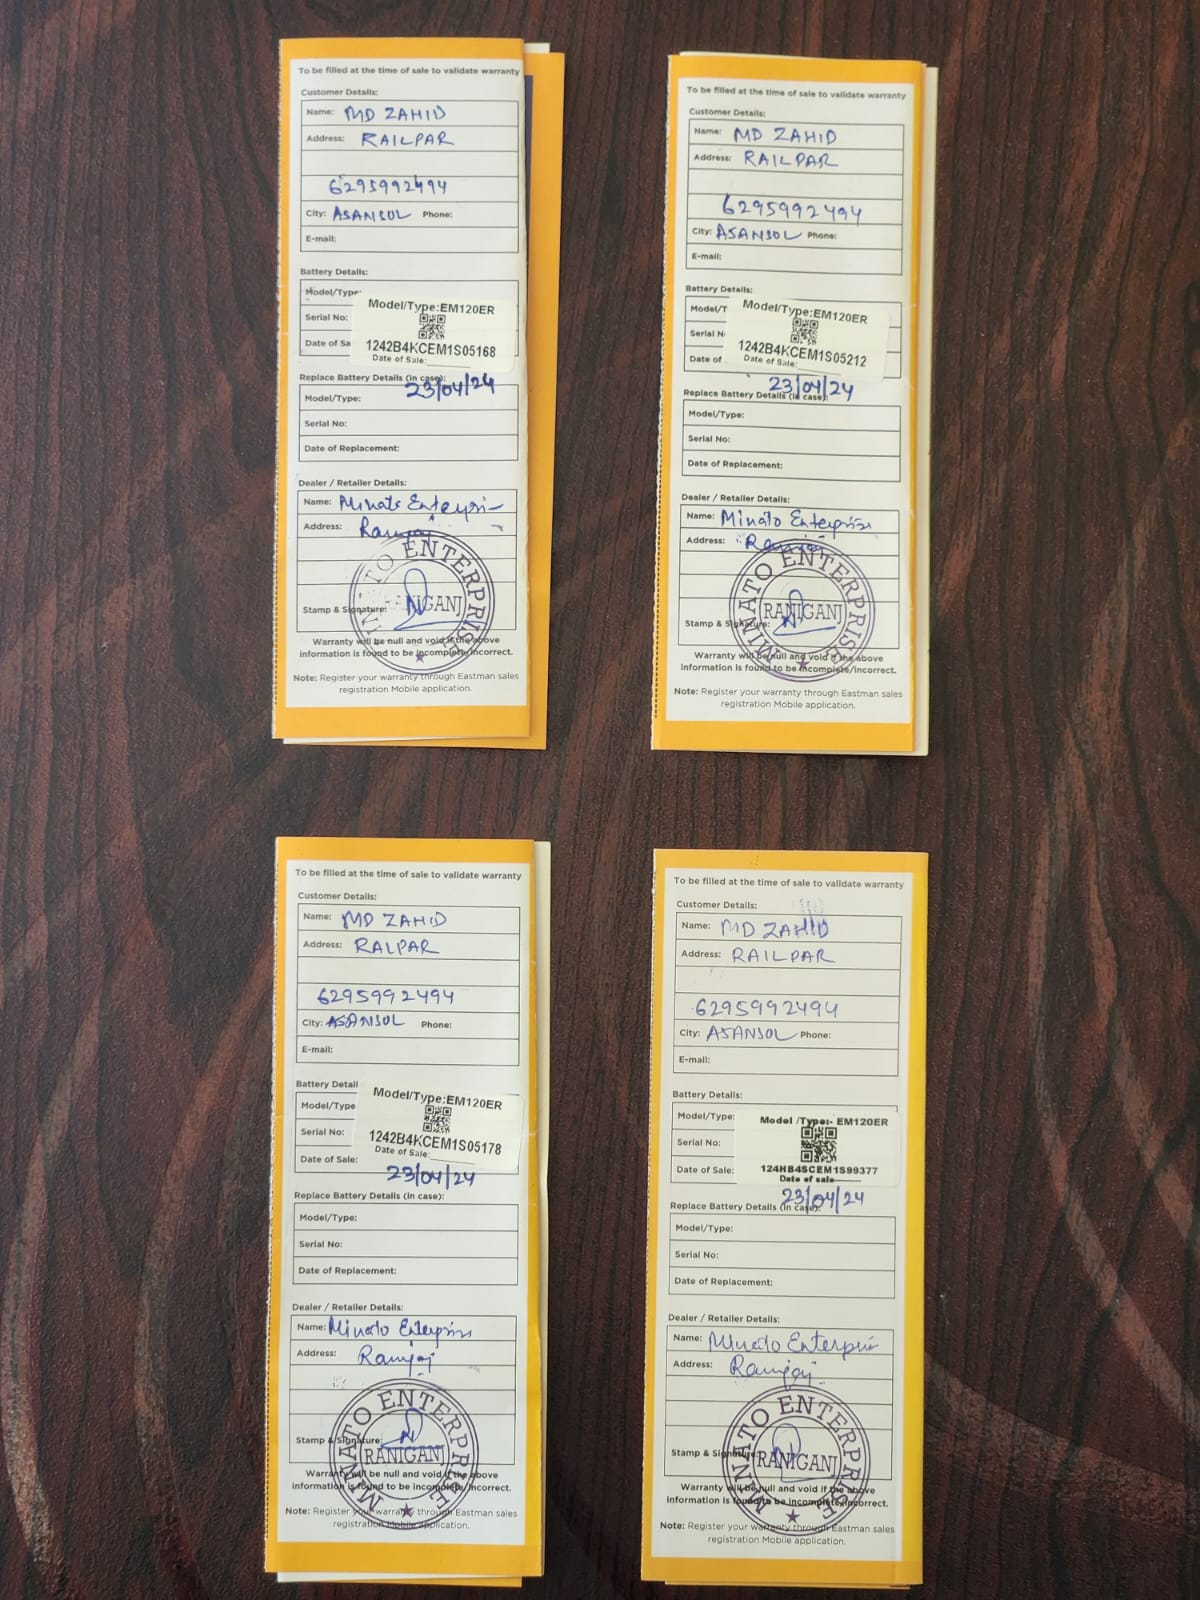 To be filled at the time of sale to validate warranty
Customer Details:
Name: MD ZAHID
Address: RAILPAR
6295992494
City: ASANSOL Phone:
E-mail:
Battery Details:
Model/Type:
Model/Type:EM120ER
Serial No:
1242B4KCEM1S05168
Date of Sa
Date of Sale:
23/04/24
Replace Battery Details (in case):
Model/Type:
Serial No:
Date of Replacement:
Dealer / Retailer Details:
Name: Minato Enterpri
Address: Raniganj
MINATO ENTERPRISE
RANIGANJ
Stamp & Signature:
Warranty will be null and void if the above
information is found to be incomplete/incorrect.
Note: Register your warranty through Eastman sales
registration Mobile application.
To be filled at the time of sale to validate warranty
Customer Details:
Name: MD ZAHID
Address: RAILPAR
6295992494
City: ASANSOL Phone:
E-mail:
Battery Details:
Model/T
Model/Type:EM120ER
Serial N
1242B4KCEM1S05212
Date of
Date of Sale:
23/04/24
Replace Battery Details (in case):
Model/Type:
Serial No:
Date of Replacement:
Dealer / Retailer Details:
Name: Minato Enterprise
Address: Raniganj
MINATO ENTERPRISE
RANIGANJ
Stamp & Signature:
Warranty will be null and void if the above
information is found to be incomplete/incorrect.
Note: Register your warranty through Eastman sales
registration Mobile application.
To be filled at the time of sale to validate warranty
Customer Details:
Name: MD ZAHID
Address: RALPAR
6295992494
City: ASANSOL Phone:
E-mail:
Battery Detail
Model/Type
Model/Type:EM120ER
Serial No:
1242B4KCEM1S05178
Date of Sale:
Date of Sale:
23/04/24
Replace Battery Details (in case):
Model/Type:
Serial No:
Date of Replacement:
Dealer / Retailer Details:
Name: Minato Enterprise
Address: Raniganj
MINATO ENTERPRISE
RANIGANJ
Stamp & Signature:
Warranty will be null and void if the above
information is found to be incomplete/incorrect.
Note: Register your warranty through Eastman sales
registration Mobile application.
To be filled at the time of sale to validate warranty
Customer Details:
Name: MD ZAHID
Address: RAILPAR
6295992494
City: ASANSOL Phone:
E-mail:
Battery Details:
Model/Type:
Model /Type:- EM120ER
Serial No:
124HB4SCEM1S99377
Date of Sale:
Date of sale---------
23/04/24
Replace Battery Details (in case):
Model/Type:
Serial No:
Date of Replacement:
Dealer / Retailer Details:
Name: Minato Enterprise
Address: Raniganj
MINATO ENTERPRISE
RANIGANJ
Stamp & Signature
Warranty will be null and void if the above
information is found to be incomplete/incorrect.
Note: Register your warranty through Eastman sales
registration Mobile application.